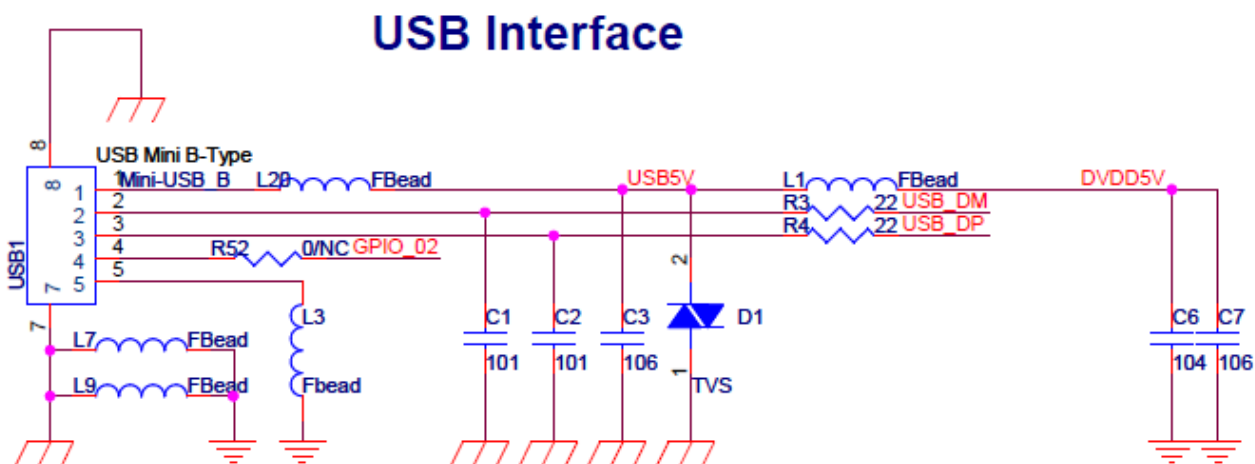 USB Interface
8
USB Mini B-Type
8 1 1 Mini-USB_B L20 FBead USB5V L1 FBead DVDD5V
2 2 R3 22 USB_DM
3 3 R4 22 USB_DP
4 4 R52 0/NC GPIO_02
USB1 7 5 5 2
7 L3 C1 C2 C3 D1 C6 C7
L7 FBead
101 101 106 1 104 106
L9 FBead Fbead TVS